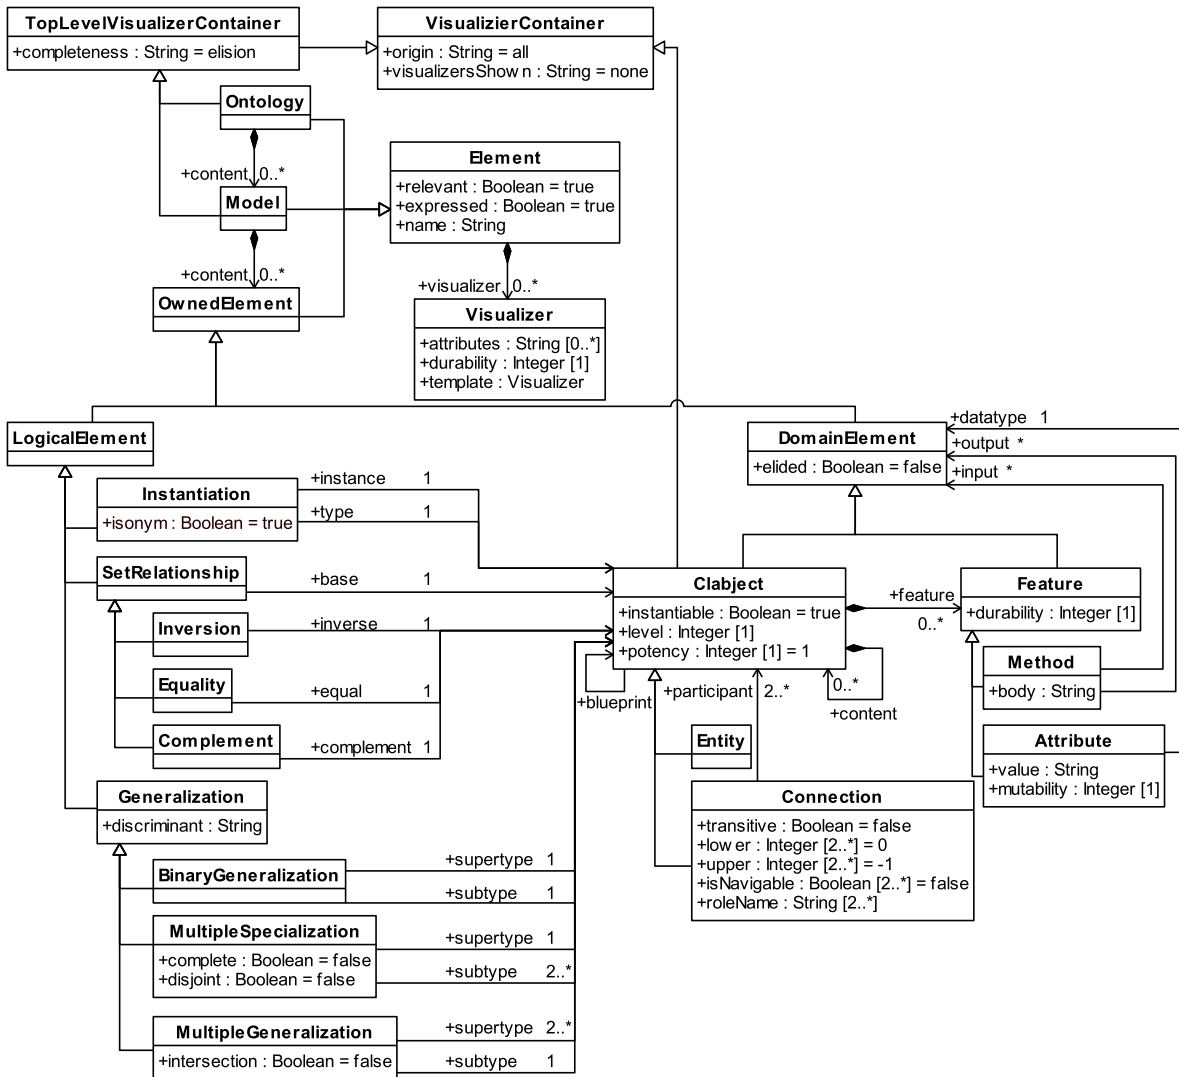 TopLevelVisualizerContainer
+completeness : String = elision
VisualizierContainer
+origin : String = all
+visualizersShown : String = none
Ontology
+content 0..*
Model
+content 0..*
OwnedElement
Element
+relevant : Boolean = true
+expressed : Boolean = true
+name : String
+visualizer 0..*
Visualizer
+attributes : String [0..*]
+durability : Integer [1]
+template : Visualizer
LogicalElement
DomainElement
+elided : Boolean = false
+datatype 1
+output *
+input *
Instantiation
+isonym : Boolean = true
+instance 1
+type 1
SetRelationship
+base 1
Inversion
+inverse 1
Equality
+equal 1
Complement
+complement 1
Clabject
+instantiable : Boolean = true
+level : Integer [1]
+potency : Integer [1] = 1
+feature
0..*
Feature
+durability : Integer [1]
+blueprint
+participant 2..*
0..*
+content
Method
+body : String
Entity
Attribute
+value : String
+mutability : Integer [1]
Connection
+transitive : Boolean = false
+lower : Integer [2..*] = 0
+upper : Integer [2..*] = -1
+isNavigable : Boolean [2..*] = false
+roleName : String [2..*]
Generalization
+discriminant : String
BinaryGeneralization
+supertype 1
+subtype 1
MultipleSpecialization
+complete : Boolean = false
+disjoint : Boolean = false
+supertype 1
+subtype 2..*
MultipleGeneralization
+intersection : Boolean = false
+supertype 2..*
+subtype 1